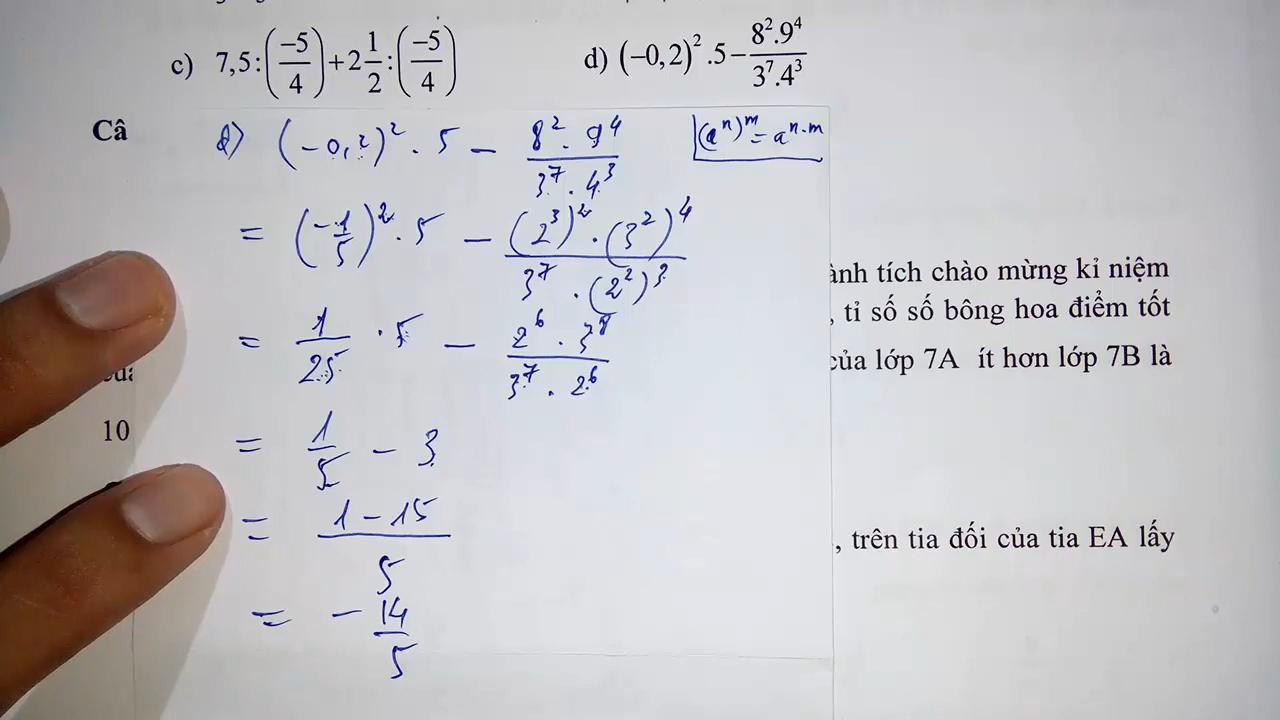 c) 7,5:(−5/4)+2 1/2:(−5/4) d) (−0,2)².5−8².9⁴/3⁷.4³
Câ
d) (-0,2)² . 5 − 8² . 9⁴/3⁷ . 4³ (aⁿ)ᵐ = aⁿ·ᵐ
= (-1/5)² . 5 − (2³)² . (3²)⁴/3⁷ . (2²)³
ành tích chào mừng kỉ niệm
, tỉ số số bông hoa điểm tốt
= 1/25 . 5 − 2⁶ . 3⁸/3⁷ . 2⁶
của lớp 7A ít hơn lớp 7B là
10
= 1/5 − 3
= 1 − 15/5
, trên tia đối của tia EA lấy
= − 14/5